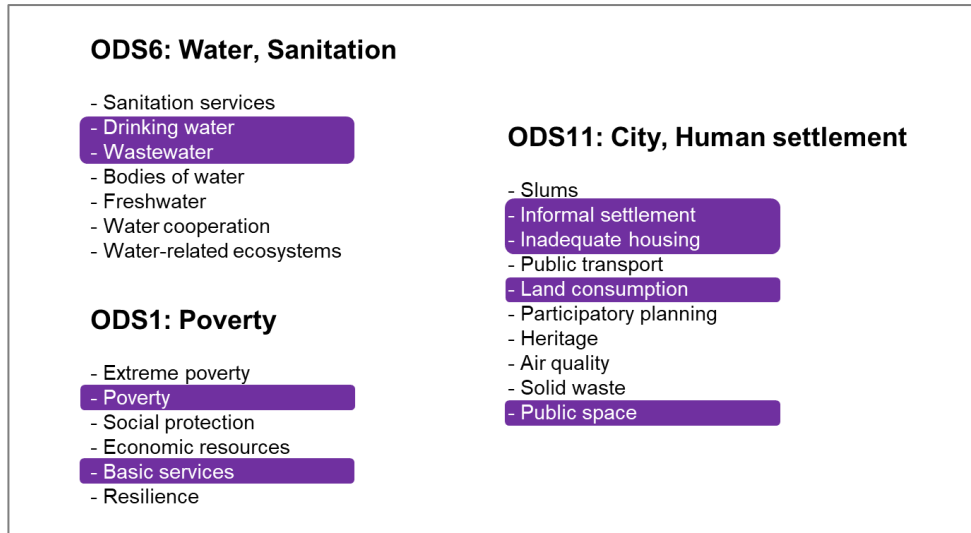 ODS6: Water, Sanitation
- Sanitation services
- Drinking water
- Wastewater
- Bodies of water
- Freshwater
- Water cooperation
- Water-related ecosystems
ODS1: Poverty
- Extreme poverty
- Poverty
- Social protection
- Economic resources
- Basic services
- Resilience
ODS11: City, Human settlement
- Slums
- Informal settlement
- Inadequate housing
- Public transport
- Land consumption
- Participatory planning
- Heritage
- Air quality
- Solid waste
- Public space